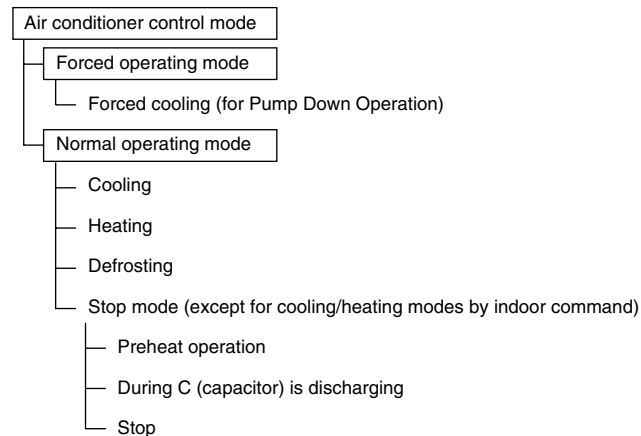 Air conditioner control mode
Forced operating mode
Forced cooling (for Pump Down Operation)
Normal operating mode
Cooling
Heating
Defrosting
Stop mode (except for cooling/heating modes by indoor command)
Preheat operation
During C (capacitor) is discharging
Stop